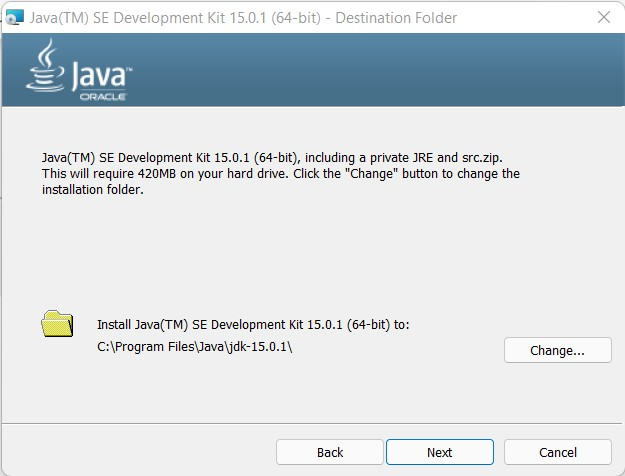 Java(TM) SE Development Kit 15.0.1 (64-bit) - Destination Folder
Java™
ORACLE
Java(TM) SE Development Kit 15.0.1 (64-bit), including a private JRE and src.zip.
This will require 420MB on your hard drive. Click the "Change" button to change the
installation folder.
Install Java(TM) SE Development Kit 15.0.1 (64-bit) to:
C:\Program Files\Java\jdk-15.0.1\
Change...
Back
Next
Cancel